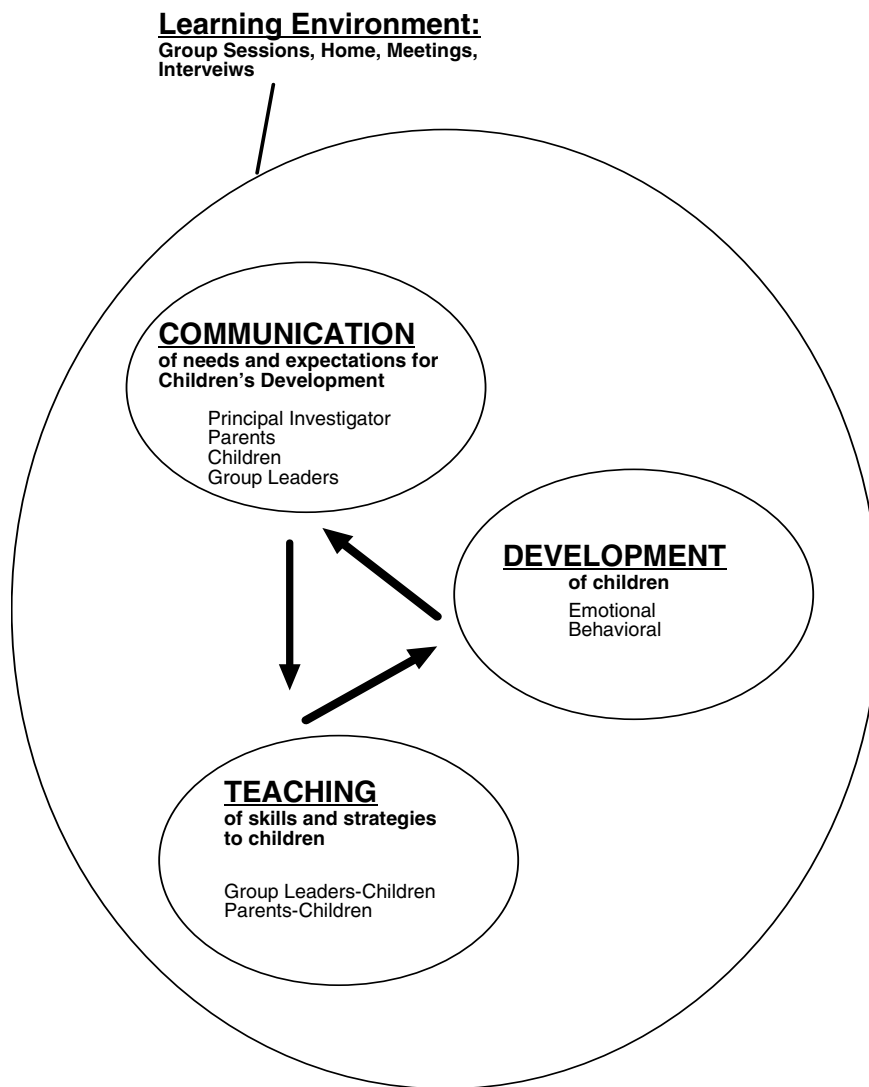 Learning Environment:
Group Sessions, Home, Meetings,
Interveiws
COMMUNICATION
of needs and expectations for
Children's Development
Principal Investigator
Parents
Children
Group Leaders
DEVELOPMENT
of children
Emotional
Behavioral
TEACHING
of skills and strategies
to children
Group Leaders-Children
Parents-Children